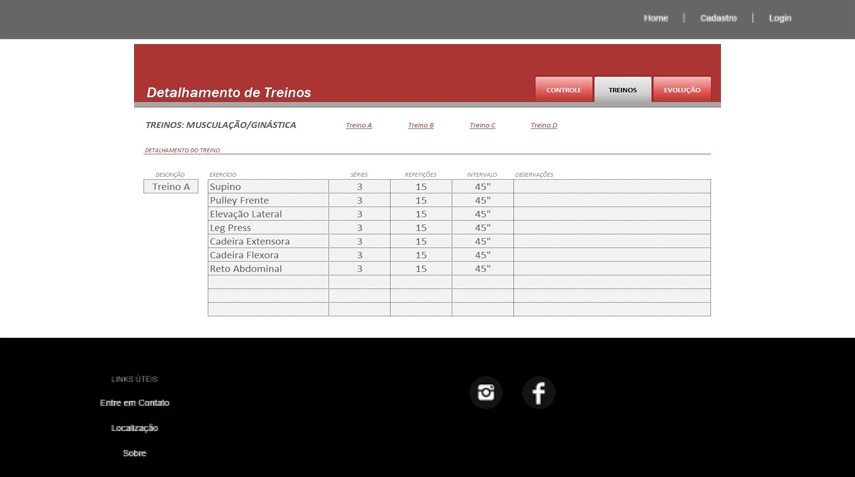 Home | Cadastro | Login
Detalhamento de Treinos
CONTROLE TREINOS EVOLUÇÃO
TREINOS: MUSCULAÇÃO/GINÁSTICA Treino A Treino B Treino C Treino D
DETALHAMENTO DO TREINO
DESCRIÇÃO EXERCÍCIO SÉRIES REPETIÇÕES INTERVALO OBSERVAÇÕES
Treino A Supino 3 15 45"
Pulley Frente 3 15 45"
Elevação Lateral 3 15 45"
Leg Press 3 15 45"
Cadeira Extensora 3 15 45"
Cadeira Flexora 3 15 45"
Reto Abdominal 3 15 45"
LINKS ÚTEIS
Entre em Contato
Localização
Sobre